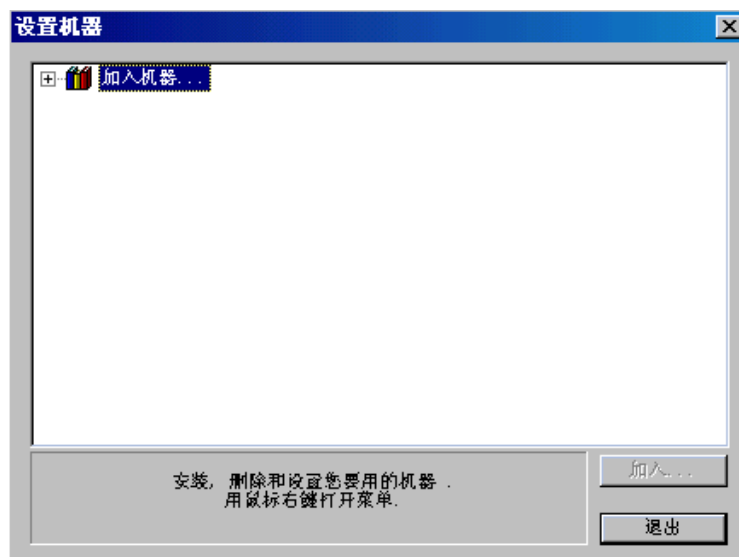 设置机器
加入机器...
安装, 删除和设置您要用的机器 .
用鼠标右键打开菜单.
加入...
退出